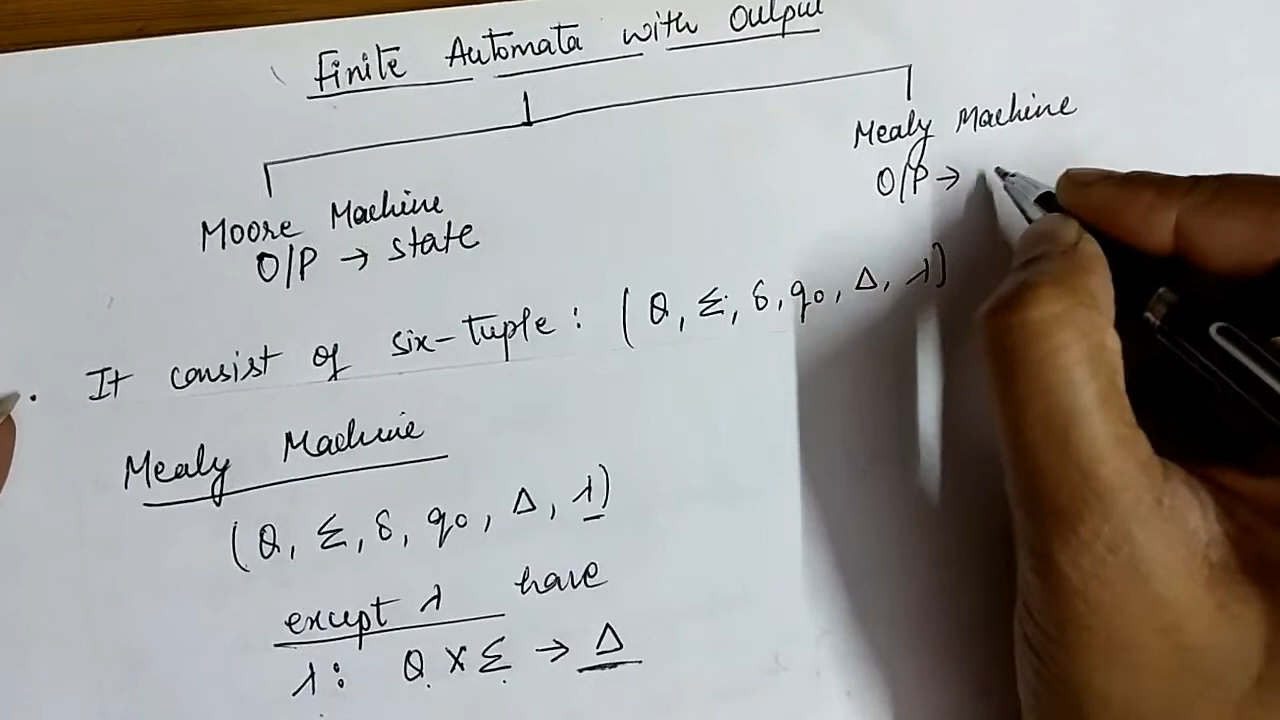 Finite Automata with Output
Mealy Machine
O/P →
Moore Machine
O/P → state
. It consist of six-tuple : (Q, Σ, δ, q0, Δ, λ)
Mealy Machine
(Q, Σ, δ, q0, Δ, λ)
except λ have
λ : Q X Σ → Δ